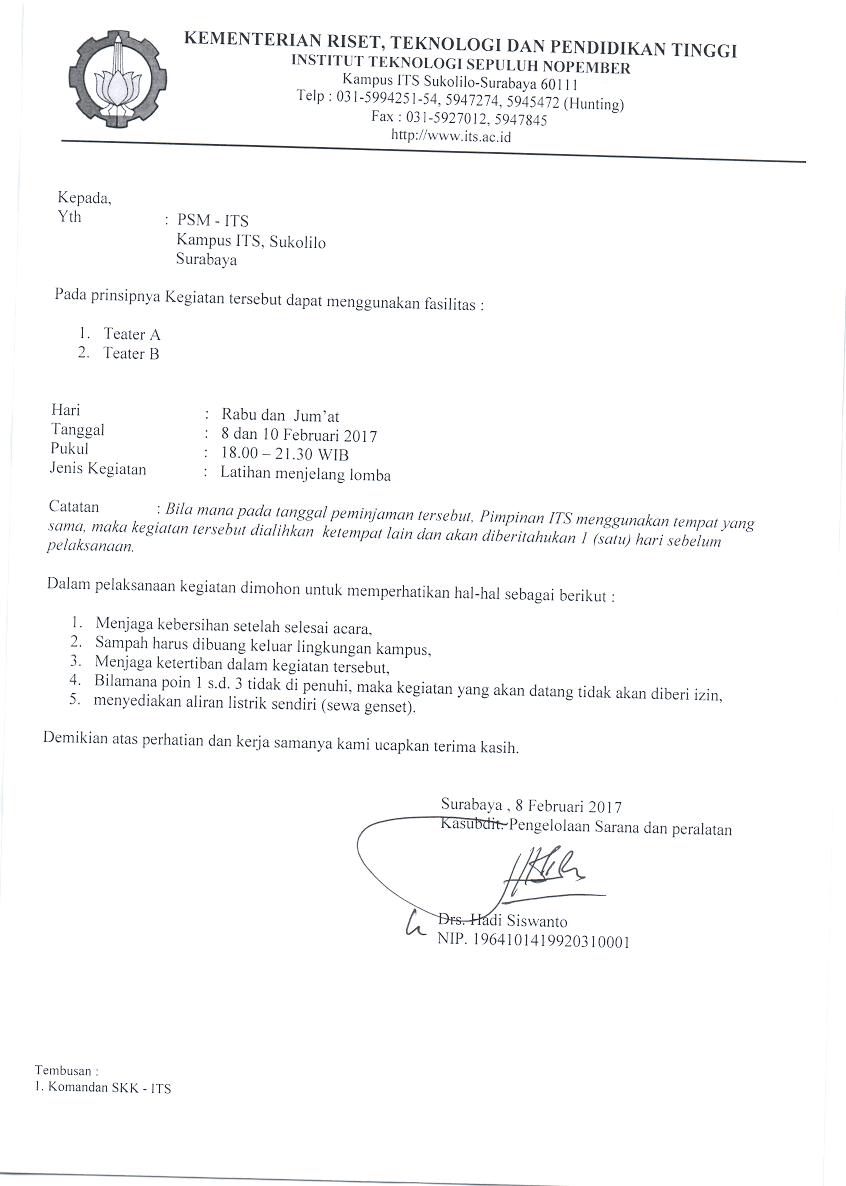 KEMENTERIAN RISET, TEKNOLOGI DAN PENDIDIKAN TINGGI
INSTITUT TEKNOLOGI SEPULUH NOPEMBER
Kampus ITS Sukolilo-Surabaya 60111
Telp : 031-5994251-54, 5947274, 5945472 (Hunting)
Fax : 031-5927012, 5947845
http://www.its.ac.id
Kepada,
Yth : PSM - ITS
Kampus ITS, Sukolilo
Surabaya
Pada prinsipnya Kegiatan tersebut dapat menggunakan fasilitas :
1. Teater A
2. Teater B
Hari : Rabu dan Jum'at
Tanggal : 8 dan 10 Februari 2017
Pukul : 18.00 – 21.30 WIB
Jenis Kegiatan : Latihan menjelang lomba
Catatan : Bila mana pada tanggal peminjaman tersebut, Pimpinan ITS menggunakan tempat yang
sama, maka kegiatan tersebut dialihkan ketempat lain dan akan diberitahukan 1 (satu) hari sebelum
pelaksanaan.
Dalam pelaksanaan kegiatan dimohon untuk memperhatikan hal-hal sebagai berikut :
1. Menjaga kebersihan setelah selesai acara,
2. Sampah harus dibuang keluar lingkungan kampus,
3. Menjaga ketertiban dalam kegiatan tersebut,
4. Bilamana poin 1 s.d. 3 tidak di penuhi, maka kegiatan yang akan datang tidak akan diberi izin,
5. menyediakan aliran listrik sendiri (sewa genset).
Demikian atas perhatian dan kerja samanya kami ucapkan terima kasih.
Surabaya , 8 Februari 2017
Kasubdit. Pengelolaan Sarana dan peralatan
Drs. Hadi Siswanto
NIP. 1964101419920310001
Tembusan :
1. Komandan SKK - ITS